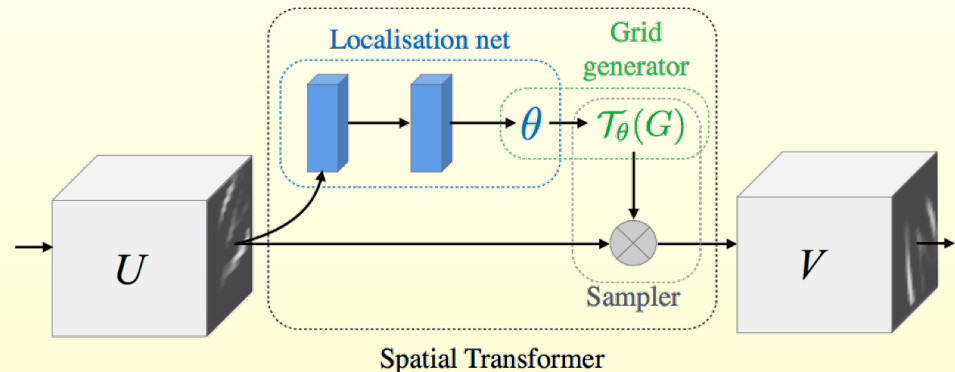 Localisation net
Grid
generator
θ
𝒯θ(G)
U
V
Sampler
Spatial Transformer